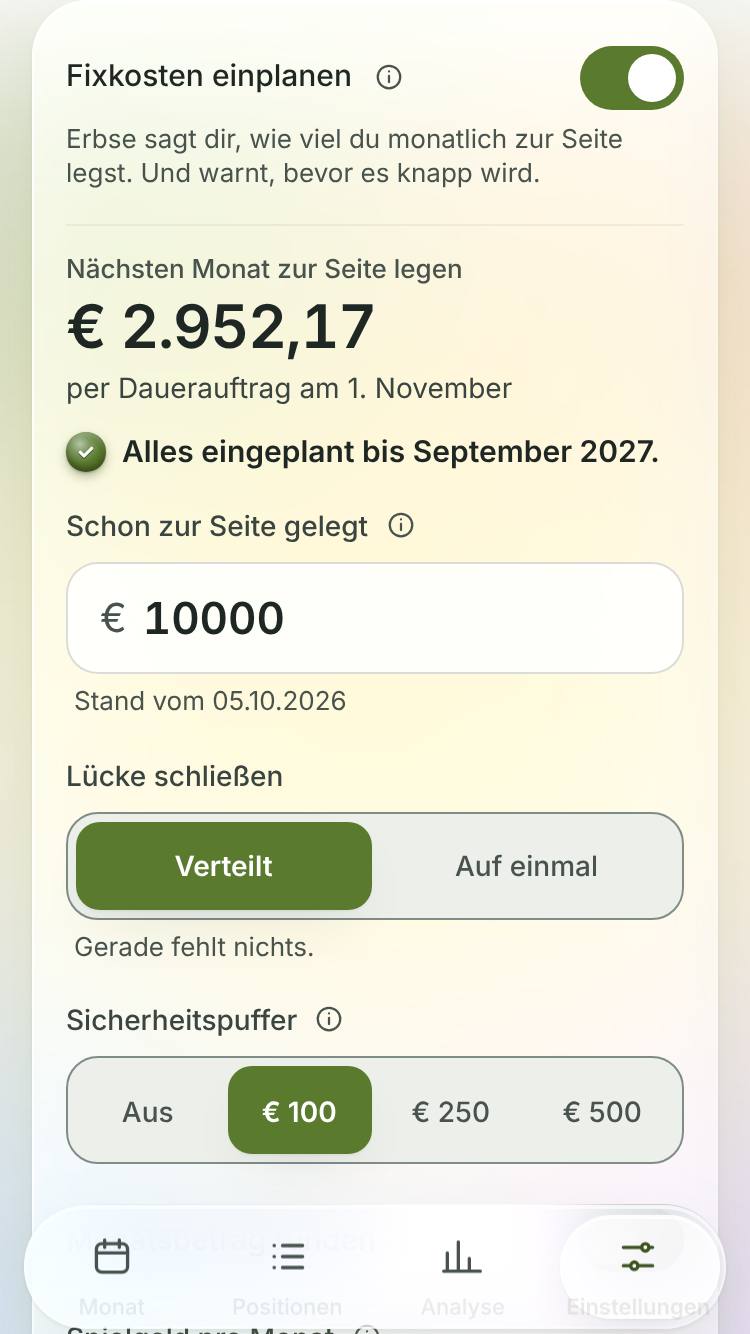 Fixkosten einplanen
Erbse sagt dir, wie viel du monatlich zur Seite
legst. Und warnt, bevor es knapp wird.
Nächsten Monat zur Seite legen
€ 2.952,17
per Dauerauftrag am 1. November
Alles eingeplant bis September 2027.
Schon zur Seite gelegt
€ 10000
Stand vom 05.10.2026
Lücke schließen
Verteilt Auf einmal
Gerade fehlt nichts.
Sicherheitspuffer
Aus € 100 € 250 € 500
Monat Positionen Analyse Einstellungen